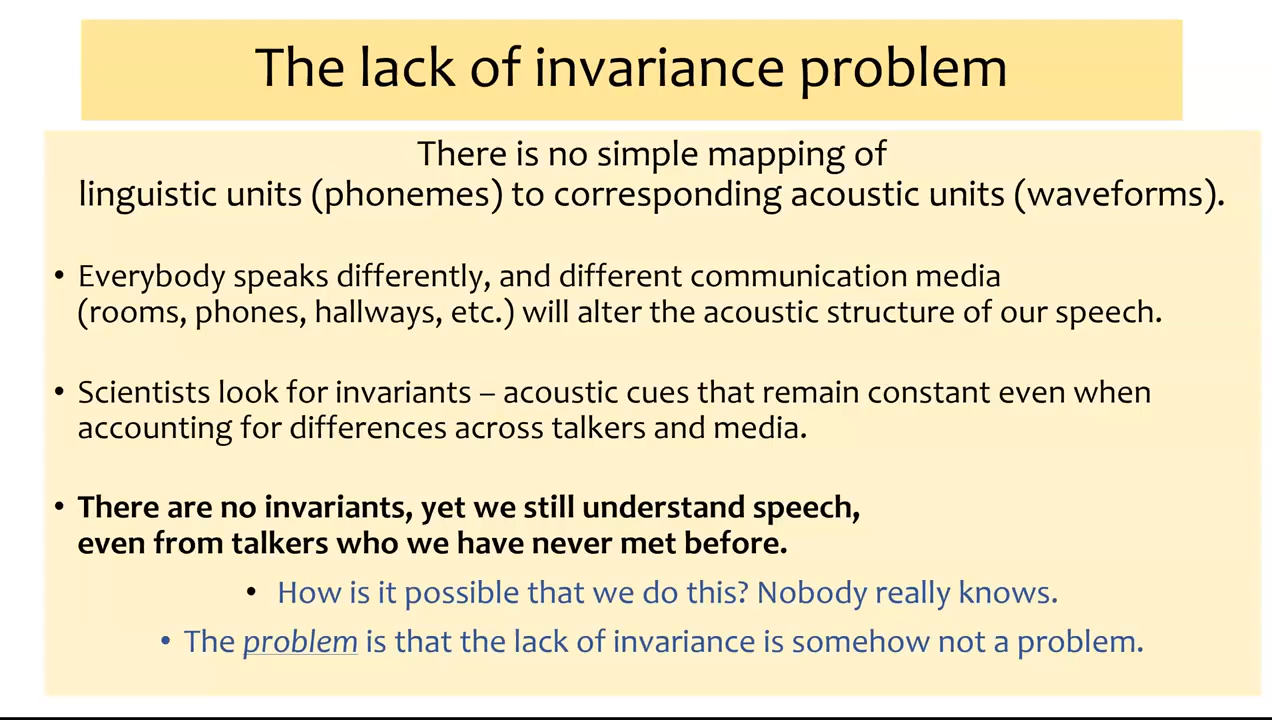 The lack of invariance problem
There is no simple mapping of
linguistic units (phonemes) to corresponding acoustic units (waveforms).
• Everybody speaks differently, and different communication media
(rooms, phones, hallways, etc.) will alter the acoustic structure of our speech.
• Scientists look for invariants – acoustic cues that remain constant even when
accounting for differences across talkers and media.
• There are no invariants, yet we still understand speech,
even from talkers who we have never met before.
• How is it possible that we do this? Nobody really knows.
• The problem is that the lack of invariance is somehow not a problem.